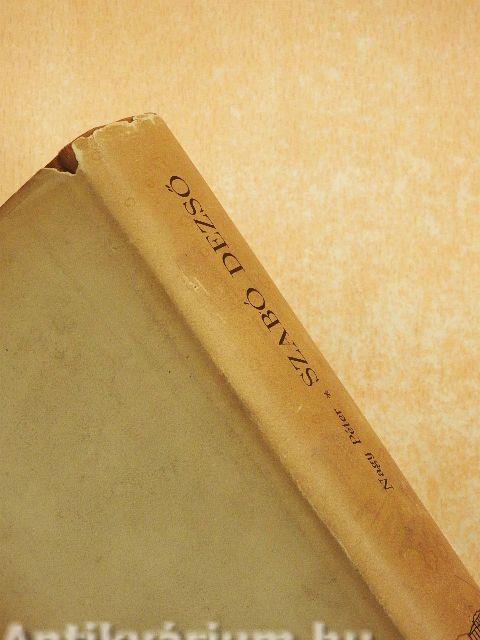 Nagy Péter * SZABÓ DEZSŐ
Antikvárium.hu